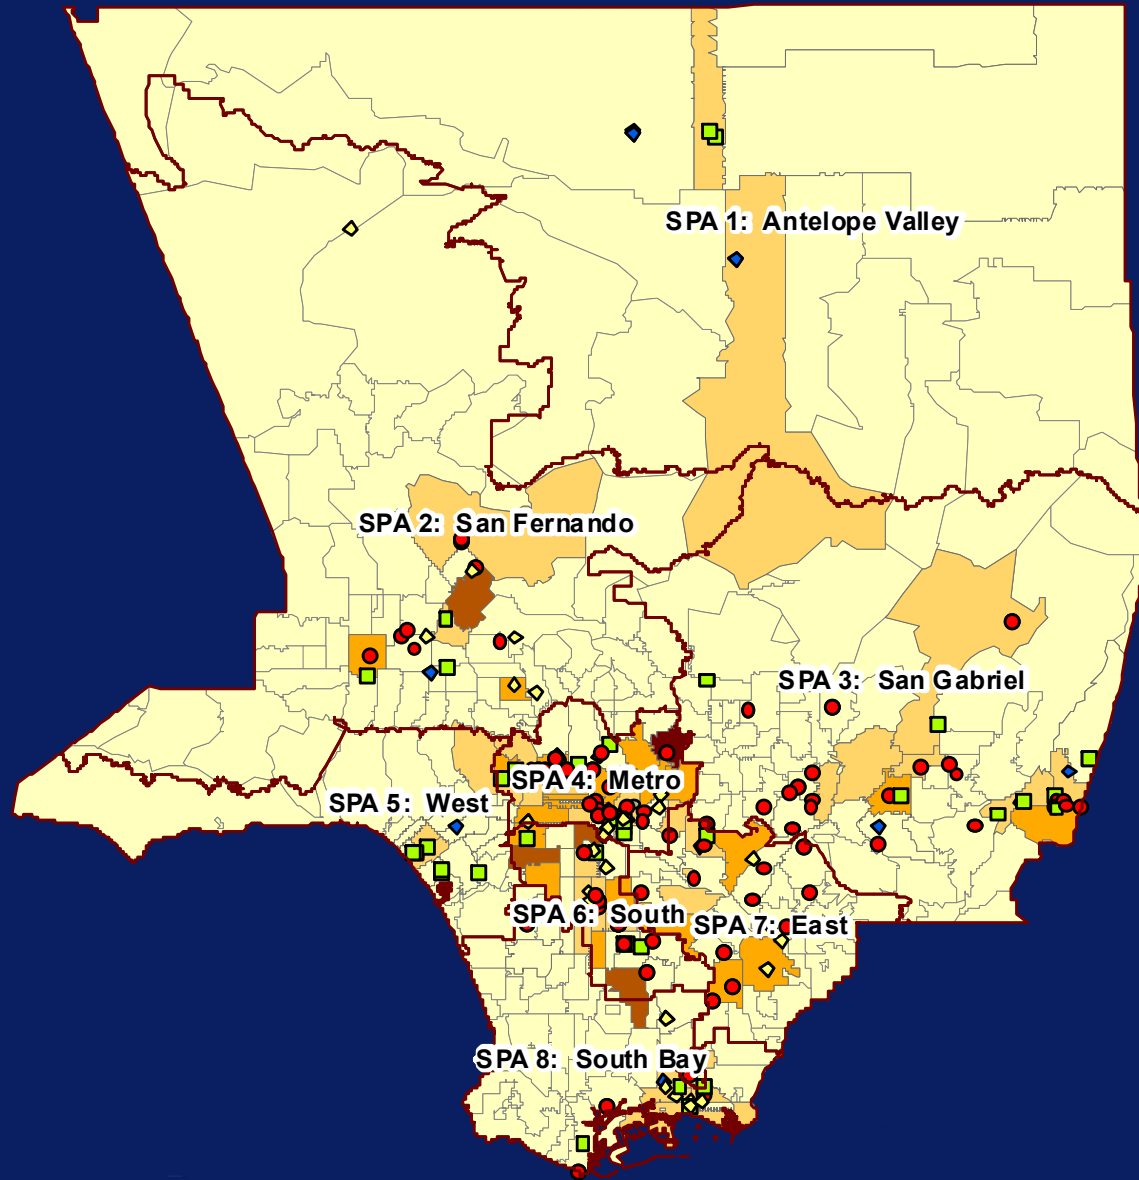 SPA 1: Antelope Valley
SPA 2: San Fernando
SPA 3: San Gabriel
SPA 4: Metro
SPA 5: West
SPA 6: South
SPA 7: East
SPA 8: South Bay